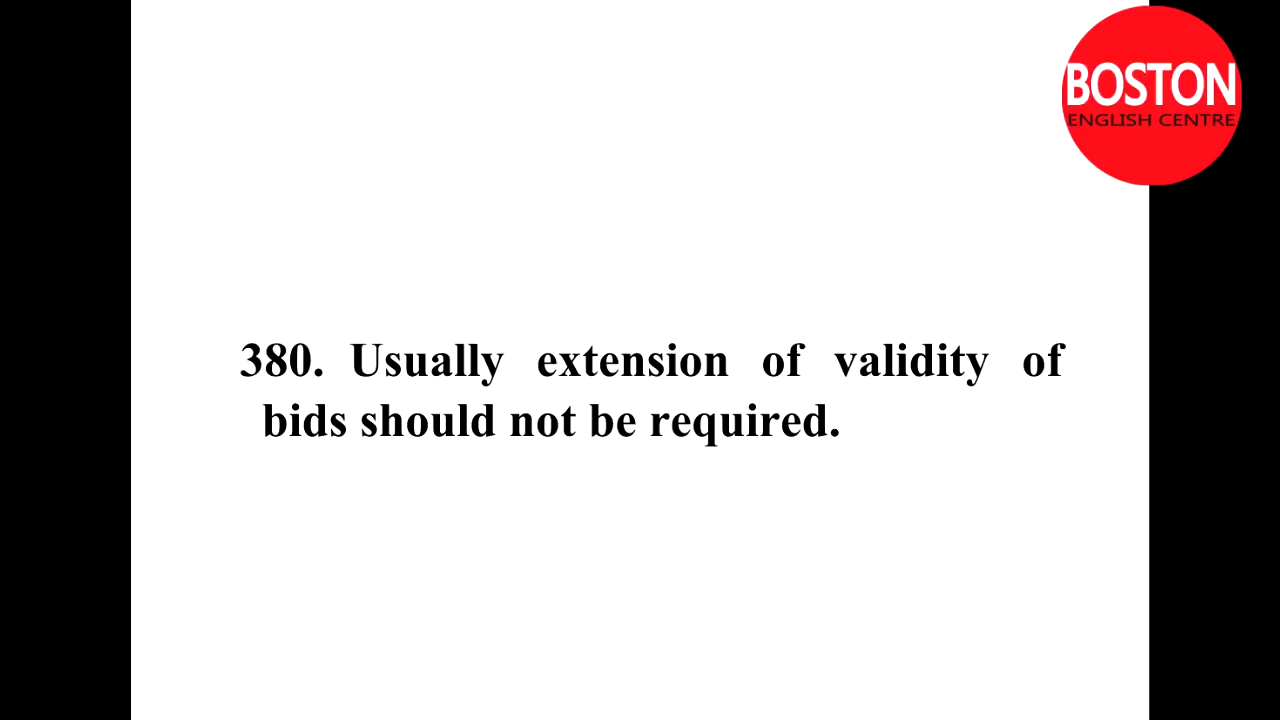 BOSTON
ENGLISH CENTRE
380. Usually extension of validity of
bids should not be required.